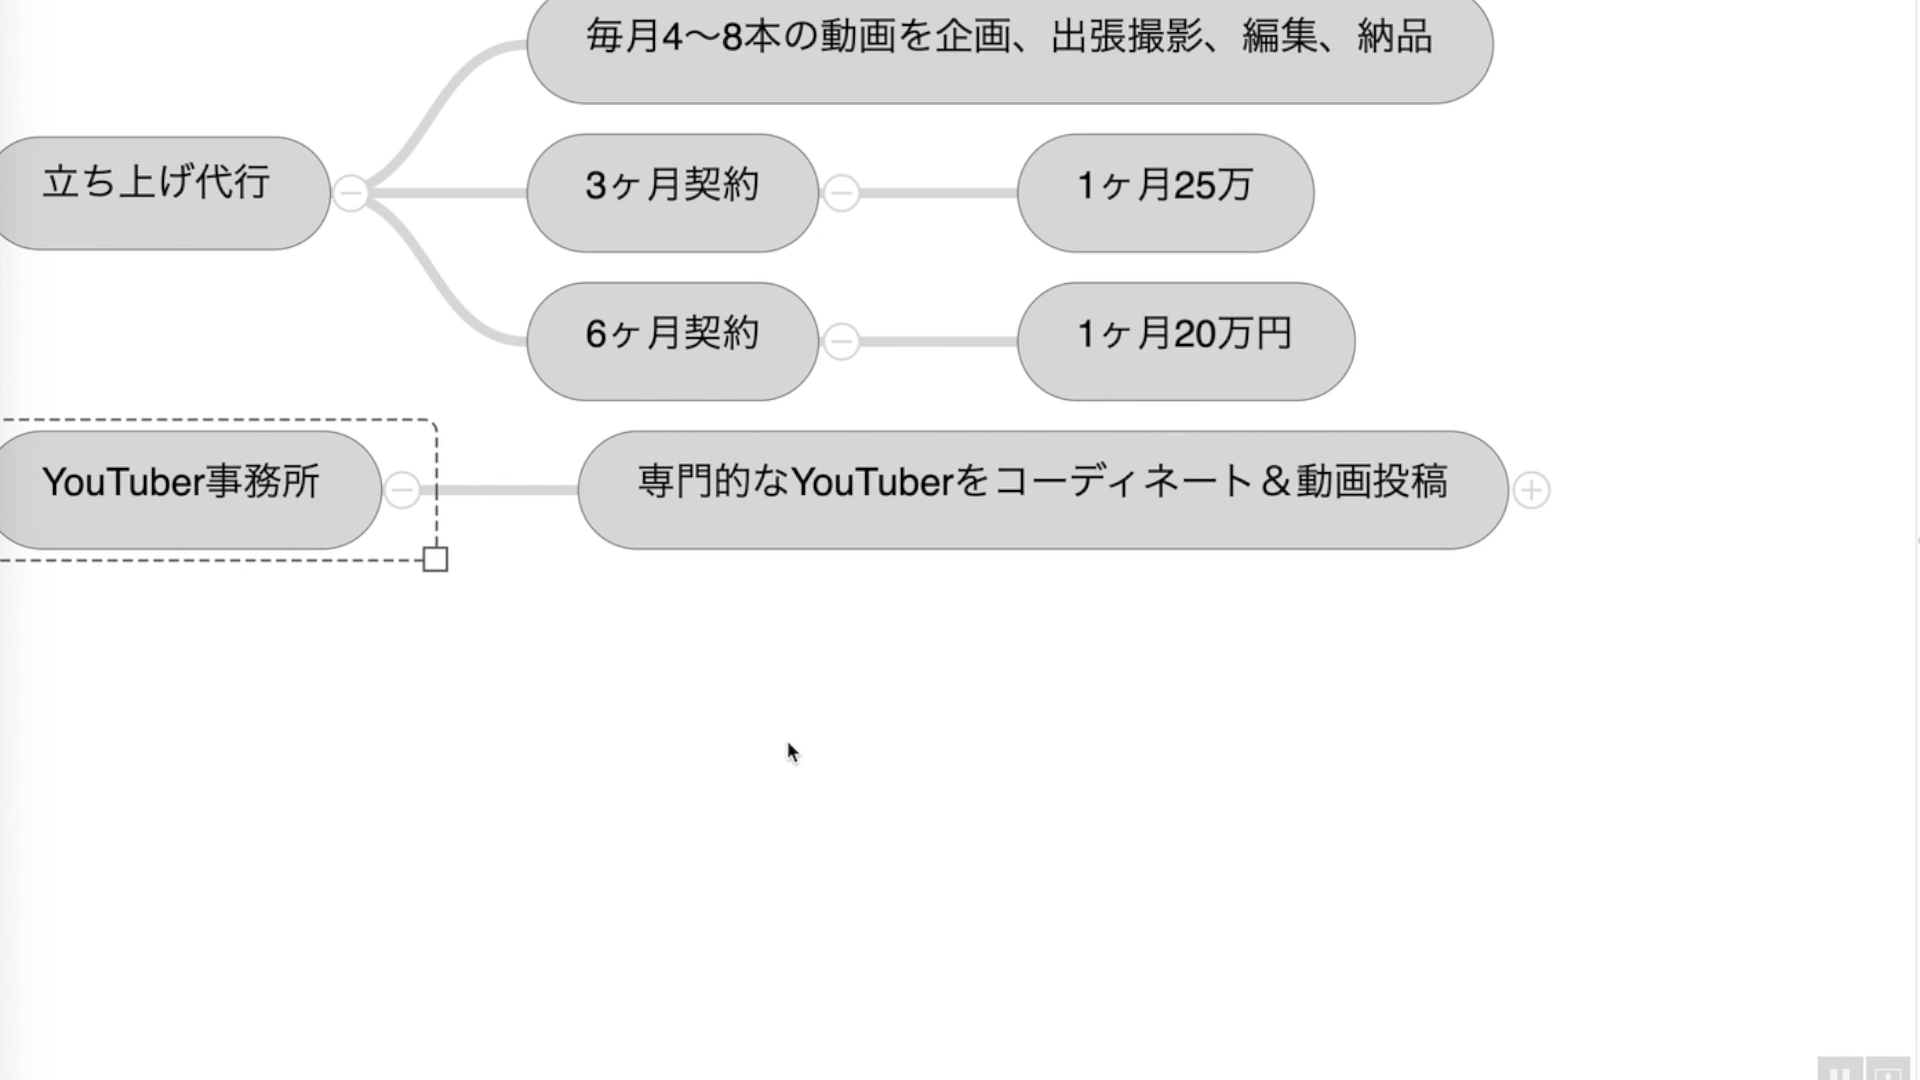 毎月4〜8本の動画を企画、出張撮影、編集、納品
立ち上げ代行
3ヶ月契約
1ヶ月25万
6ヶ月契約
1ヶ月20万円
YouTuber事務所
専門的なYouTuberをコーディネート＆動画投稿